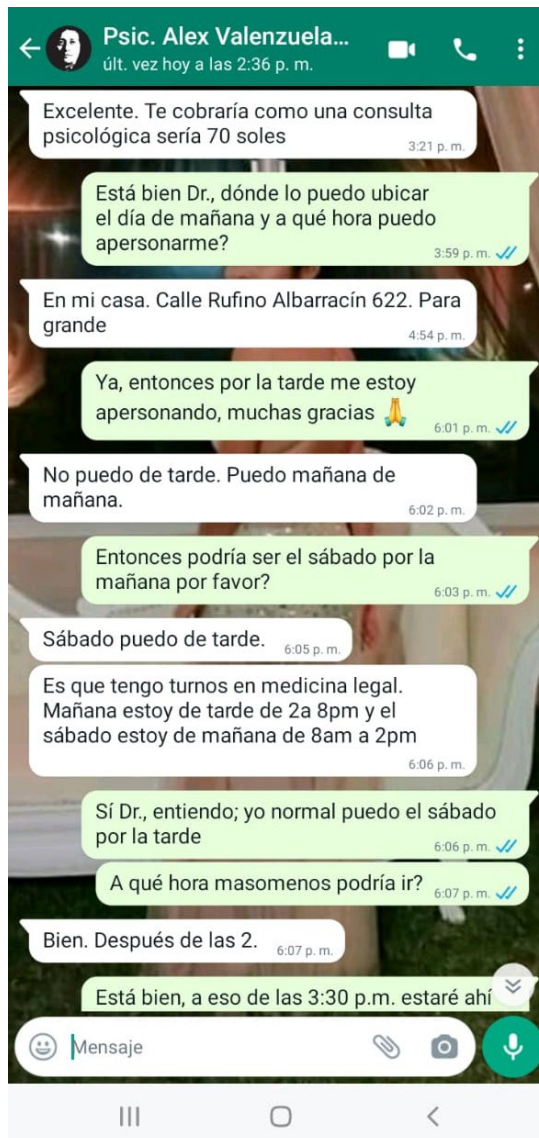 Psic. Alex Valenzuela...
últ. vez hoy a las 2:36 p. m.
Excelente. Te cobraría como una consulta
psicológica sería 70 soles
3:21 p. m.
Está bien Dr., dónde lo puedo ubicar
el día de mañana y a qué hora puedo
apersonarme?
3:59 p. m.
En mi casa. Calle Rufino Albarracín 622. Para
grande
4:54 p. m.
Ya, entonces por la tarde me estoy
apersonando, muchas gracias 🙏
6:01 p. m.
No puedo de tarde. Puedo mañana de
mañana.
6:02 p. m.
Entonces podría ser el sábado por la
mañana por favor?
6:03 p. m.
Sábado puedo de tarde.
6:05 p. m.
Es que tengo turnos en medicina legal.
Mañana estoy de tarde de 2a 8pm y el
sábado estoy de mañana de 8am a 2pm
6:06 p. m.
Sí Dr., entiendo; yo normal puedo el sábado
por la tarde
6:06 p. m.
A qué hora masomenos podría ir?
6:07 p. m.
Bien. Después de las 2.
6:07 p. m.
Está bien, a eso de las 3:30 p.m. estaré ahí
Mensaje